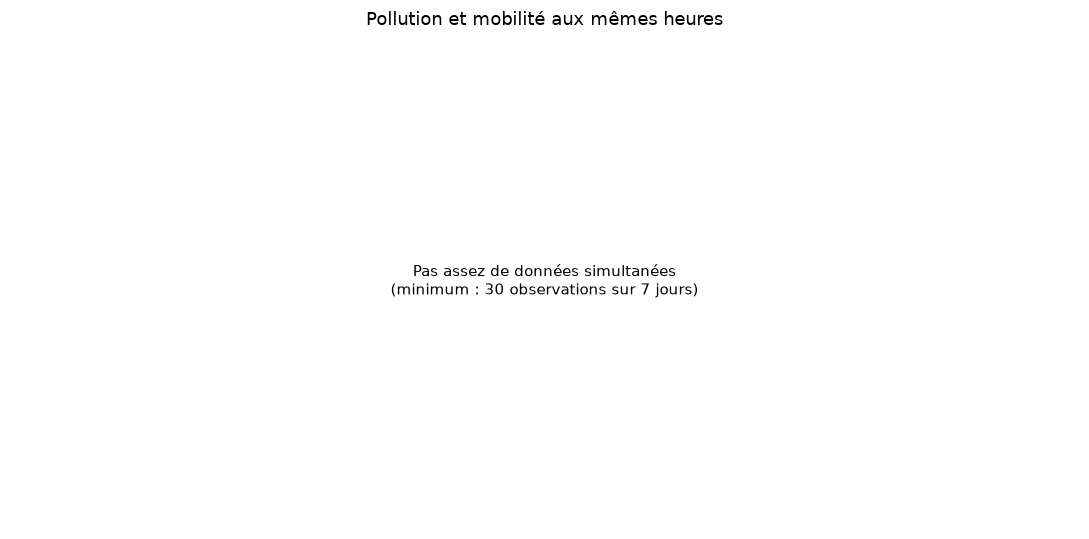 Pollution et mobilité aux mêmes heures
Pas assez de données simultanées
(minimum : 30 observations sur 7 jours)